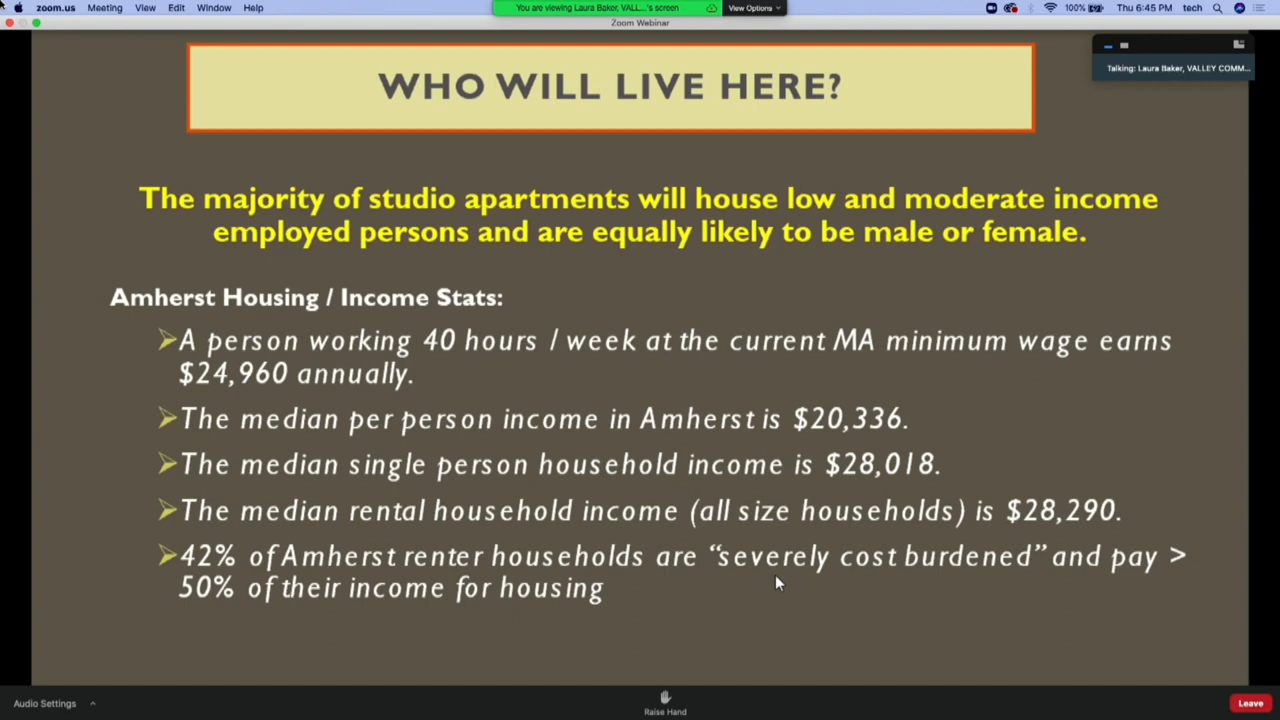 zoom.us Meeting View Edit Window Help
You are viewing Laura Baker, VALL...'s screen View Options
100% Thu 6:45 PM tech
Zoom Webinar
Talking: Laura Baker, VALLEY COMM...
WHO WILL LIVE HERE?
The majority of studio apartments will house low and moderate income
employed persons and are equally likely to be male or female.
Amherst Housing / Income Stats:
A person working 40 hours / week at the current MA minimum wage earns
$24,960 annually.
The median per person income in Amherst is $20,336.
The median single person household income is $28,018.
The median rental household income (all size households) is $28,290.
42% of Amherst renter households are “severely cost burdened” and pay >
50% of their income for housing
Audio Settings
Raise Hand
Leave